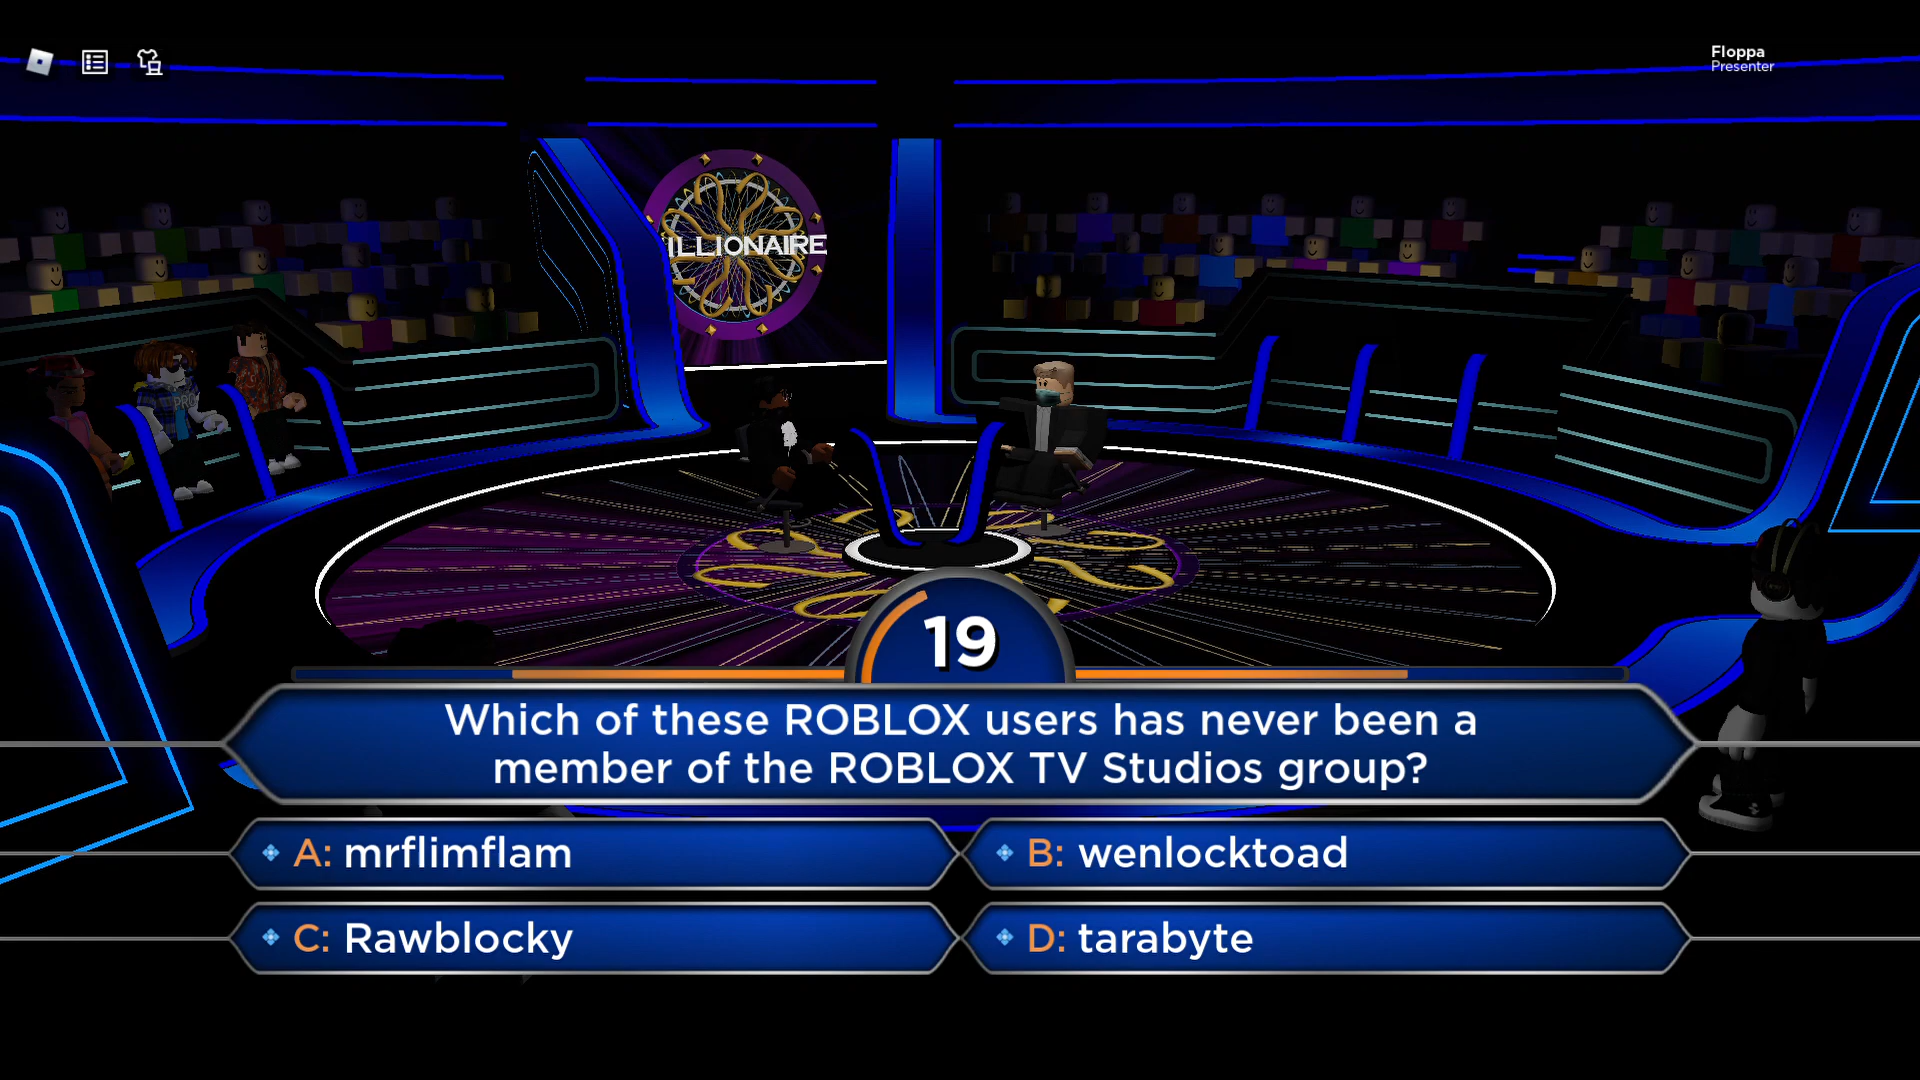 Floppa
Presenter
ILLIONAIRE
PRO
19
Which of these ROBLOX users has never been a
member of the ROBLOX TV Studios group?
A: mrflimflam
B: wenlocktoad
C: Rawblocky
D: tarabyte